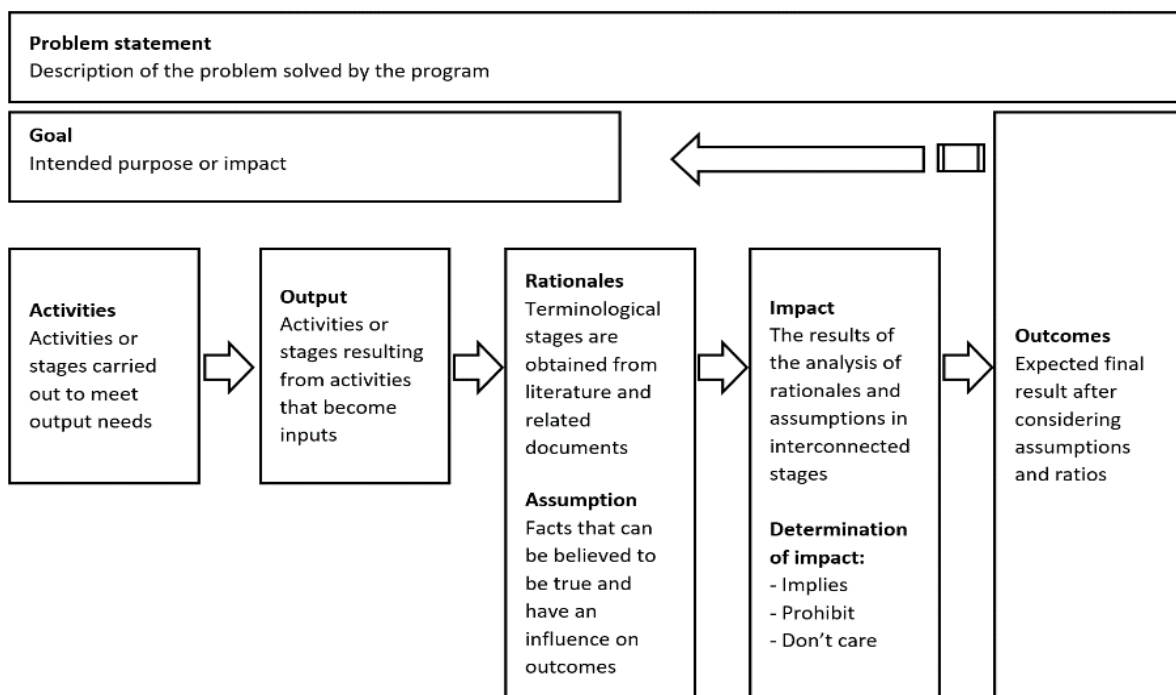 Problem statement
Description of the problem solved by the program
Goal
Intended purpose or impact
Activities
Activities or
stages carried
out to meet
output needs
Output
Activities or
stages resulting
from activities
that become
inputs
Rationales
Terminological
stages are
obtained from
literature and
related
documents
Assumption
Facts that can
be believed to
be true and
have an
influence on
outcomes
Impact
The results of
the analysis of
rationales and
assumptions in
interconnected
stages
Determination
of impact:
- Implies
- Prohibit
- Don’t care
Outcomes
Expected final
result after
considering
assumptions
and ratios